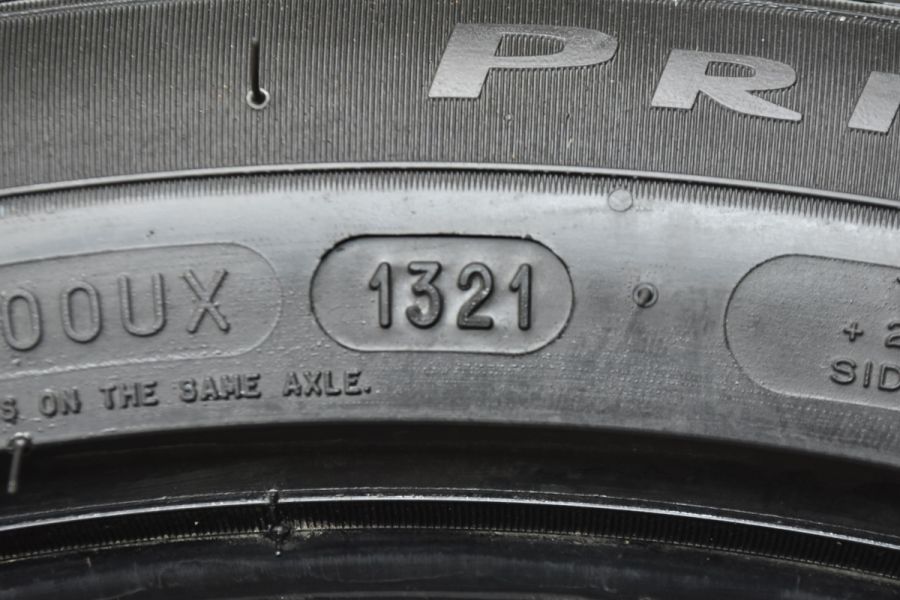 PRI
00UX
1321
+ 2
SID
S ON THE SAME AXLE.